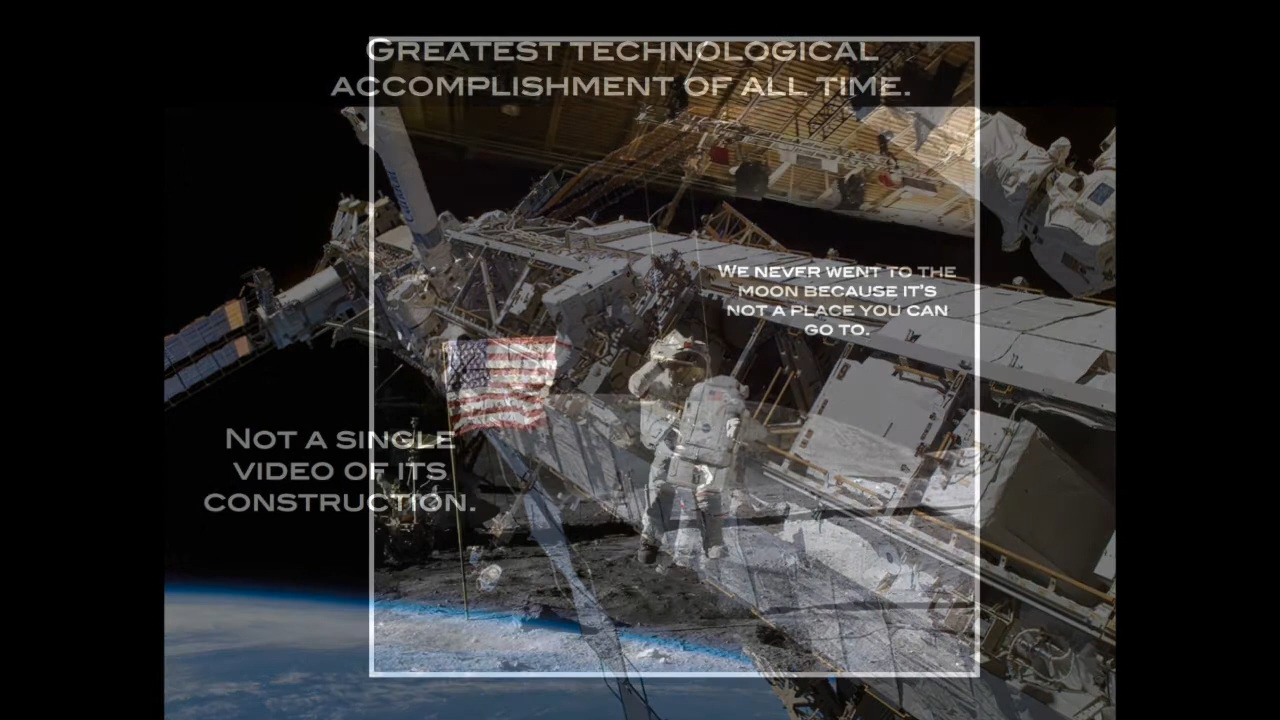 GREATEST TECHNOLOGICAL
ACCOMPLISHMENT OF ALL TIME.
WE NEVER WENT TO THE
MOON BECAUSE IT'S
NOT A PLACE YOU CAN
GO TO.
NOT A SINGLE
VIDEO OF ITS
CONSTRUCTION.